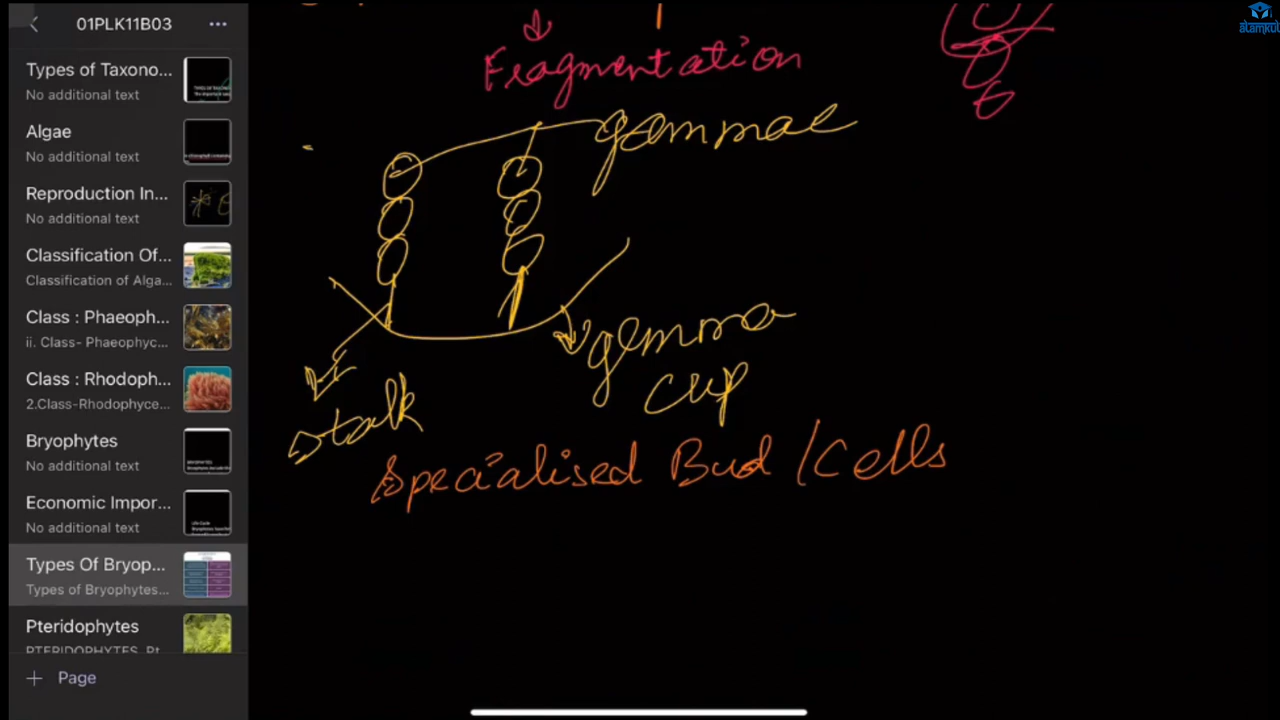 01PLK11B03
Types of Taxono...
No additional text
Algae
No additional text
Reproduction In...
No additional text
Classification Of...
Classification of Alga...
Class : Phaeoph...
ii. Class- Phaeophyc...
Class : Rhodoph...
2.Class-Rhodophyce...
Bryophytes
No additional text
Economic Impor...
No additional text
Types Of Bryop...
Types of Bryophytes...
Pteridophytes
+ Page
Fragmentation
gemmae
gemma
cup
stalk
Specialised Bud / Cells